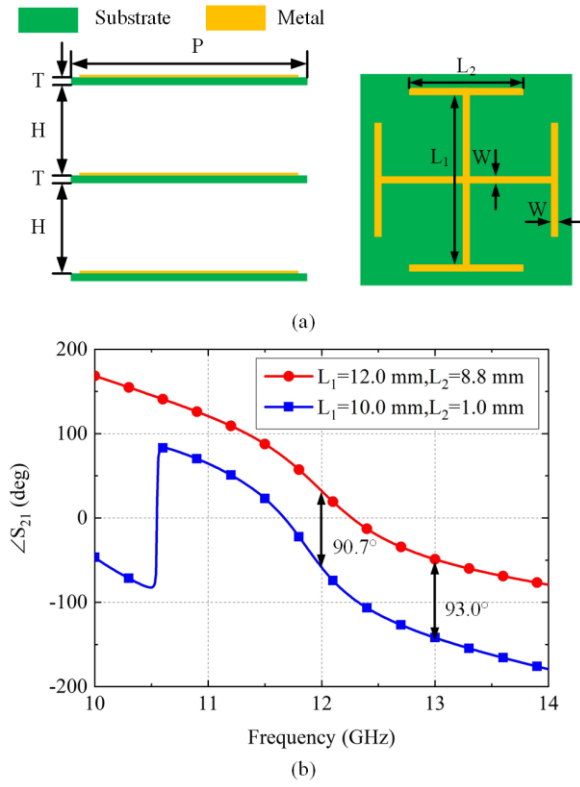 Substrate Metal
P
T
H
T
H
L₂
L₁
W
W
(a)
200
100
0
-100
-200
∠S₂₁ (deg)
L₁=12.0 mm,L₂=8.8 mm
L₁=10.0 mm,L₂=1.0 mm
90.7°
93.0°
10 11 12 13 14
Frequency (GHz)
(b)